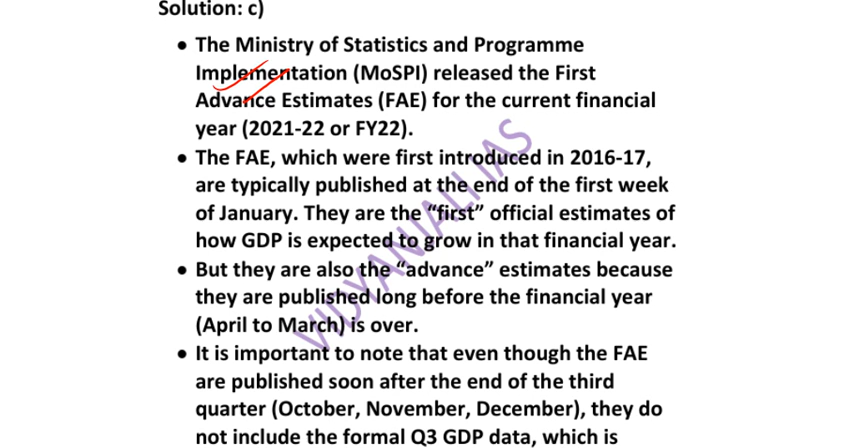 Solution: c)
• The Ministry of Statistics and Programme
Implementation (MoSPI) released the First
Advance Estimates (FAE) for the current financial
year (2021-22 or FY22).
• The FAE, which were first introduced in 2016-17,
are typically published at the end of the first week
of January. They are the “first” official estimates of
how GDP is expected to grow in that financial year.
• But they are also the “advance” estimates because
they are published long before the financial year
(April to March) is over.
• It is important to note that even though the FAE
are published soon after the end of the third
quarter (October, November, December), they do
not include the formal Q3 GDP data, which is
VIDYANJALI IAS